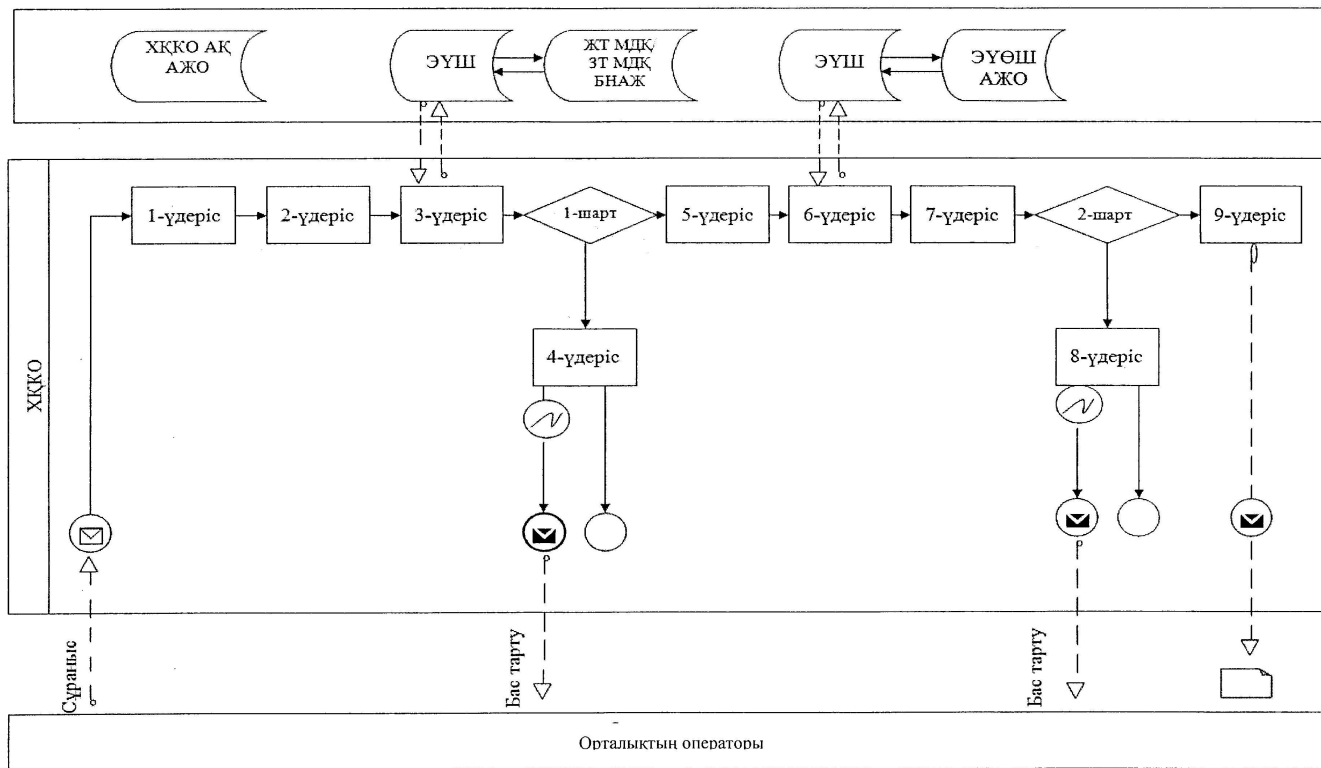 ХҚКО АҚ
АЖО
ЭҮШ
ЖТ МДҚ/
ЗТ МДҚ
БНАЖ
ЭҮШ
ЭҮӨШ
АЖО
ХҚКО
1-үдеріс
2-үдеріс
3-үдеріс
1-шарт
5-үдеріс
6-үдеріс
7-үдеріс
2-шарт
9-үдеріс
4-үдеріс
8-үдеріс
Сұраныс
Бас тарту
Бас тарту
Орталықтың операторы